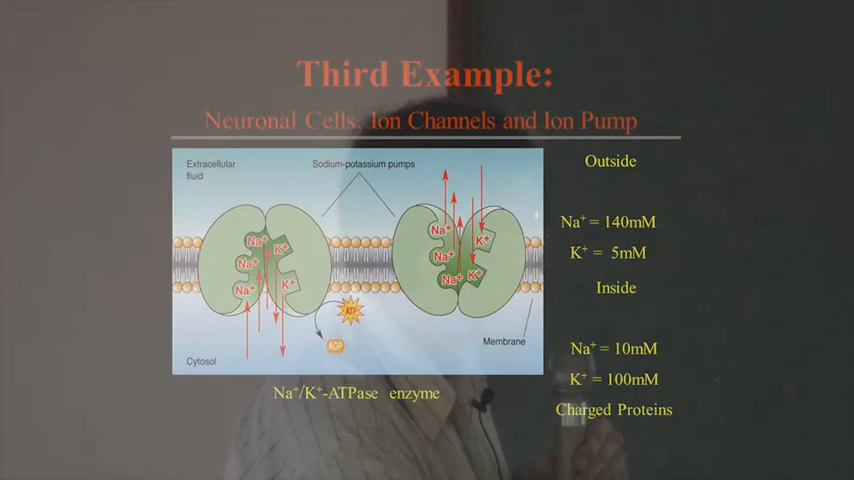 Third Example:
Neuronal Cells, Ion Channels and Ion Pump
Extracellular
fluid
Sodium-potassium pumps
Na⁺
K⁺
Na⁺
K⁺
Na⁺
Na⁺
K⁺
Na⁺
Na⁺
K⁺
ATP
ADP
Membrane
Cytosol
Na⁺/K⁺-ATPase enzyme
Outside
Na⁺ = 140mM
K⁺ = 5mM
Inside
Na⁺ = 10mM
K⁺ = 100mM
Charged Proteins